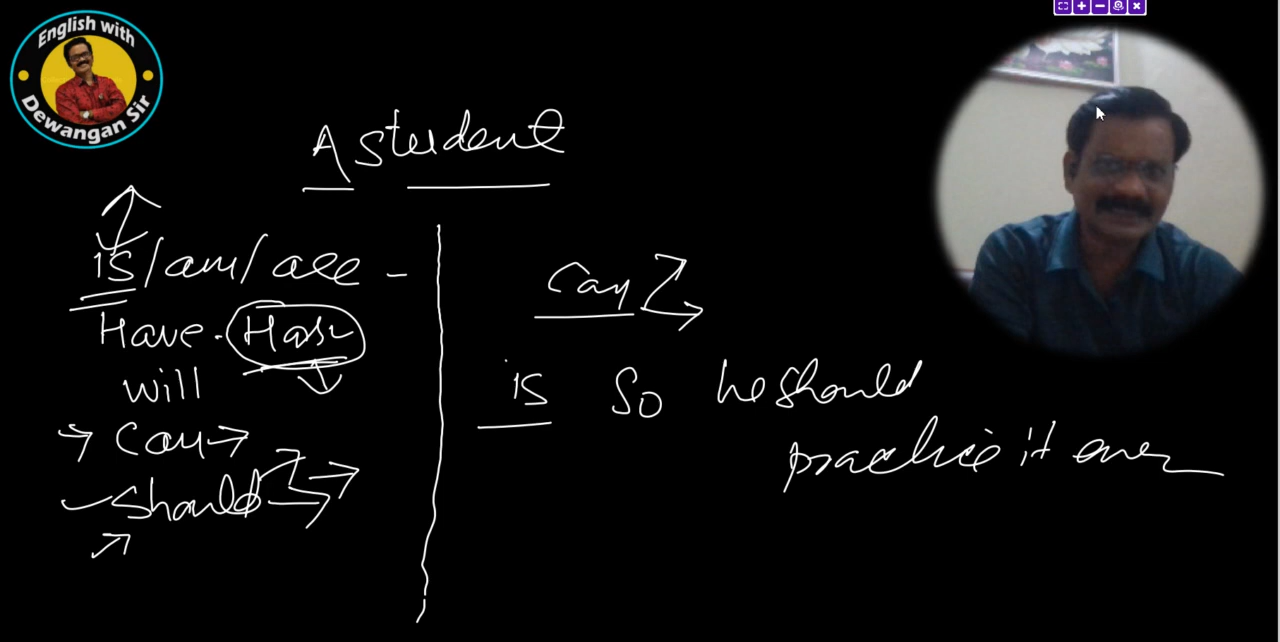 English with
Dewangan Sir
A student
is/am/are -
Have. Has
will
Can
should
Can
is So he should
practice it every